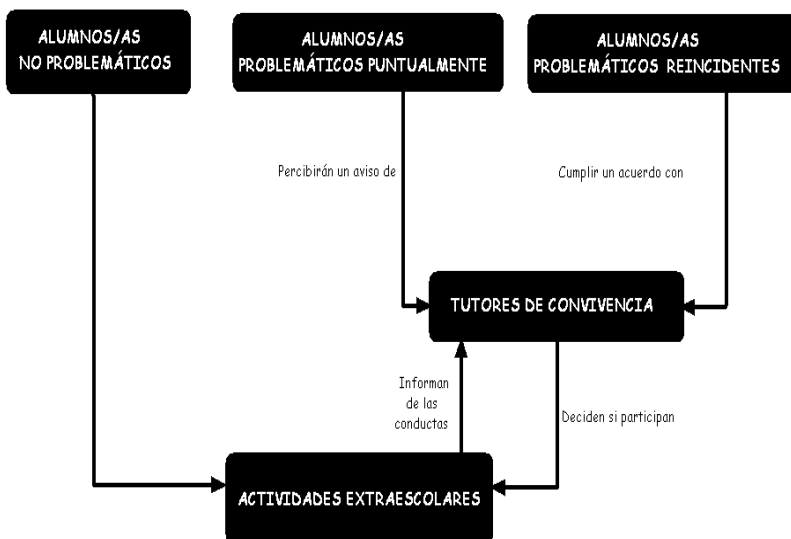 ALUMNOS/AS
NO PROBLEMÁTICOS
ALUMNOS/AS
PROBLEMÁTICOS PUNTUALMENTE
ALUMNOS/AS
PROBLEMÁTICOS REINCIDENTES
Percibirán un aviso de
Cumplir un acuerdo con
TUTORES DE CONVIVENCIA
Informan
de las
conductas
Deciden si participan
ACTIVIDADES EXTRAESCOLARES